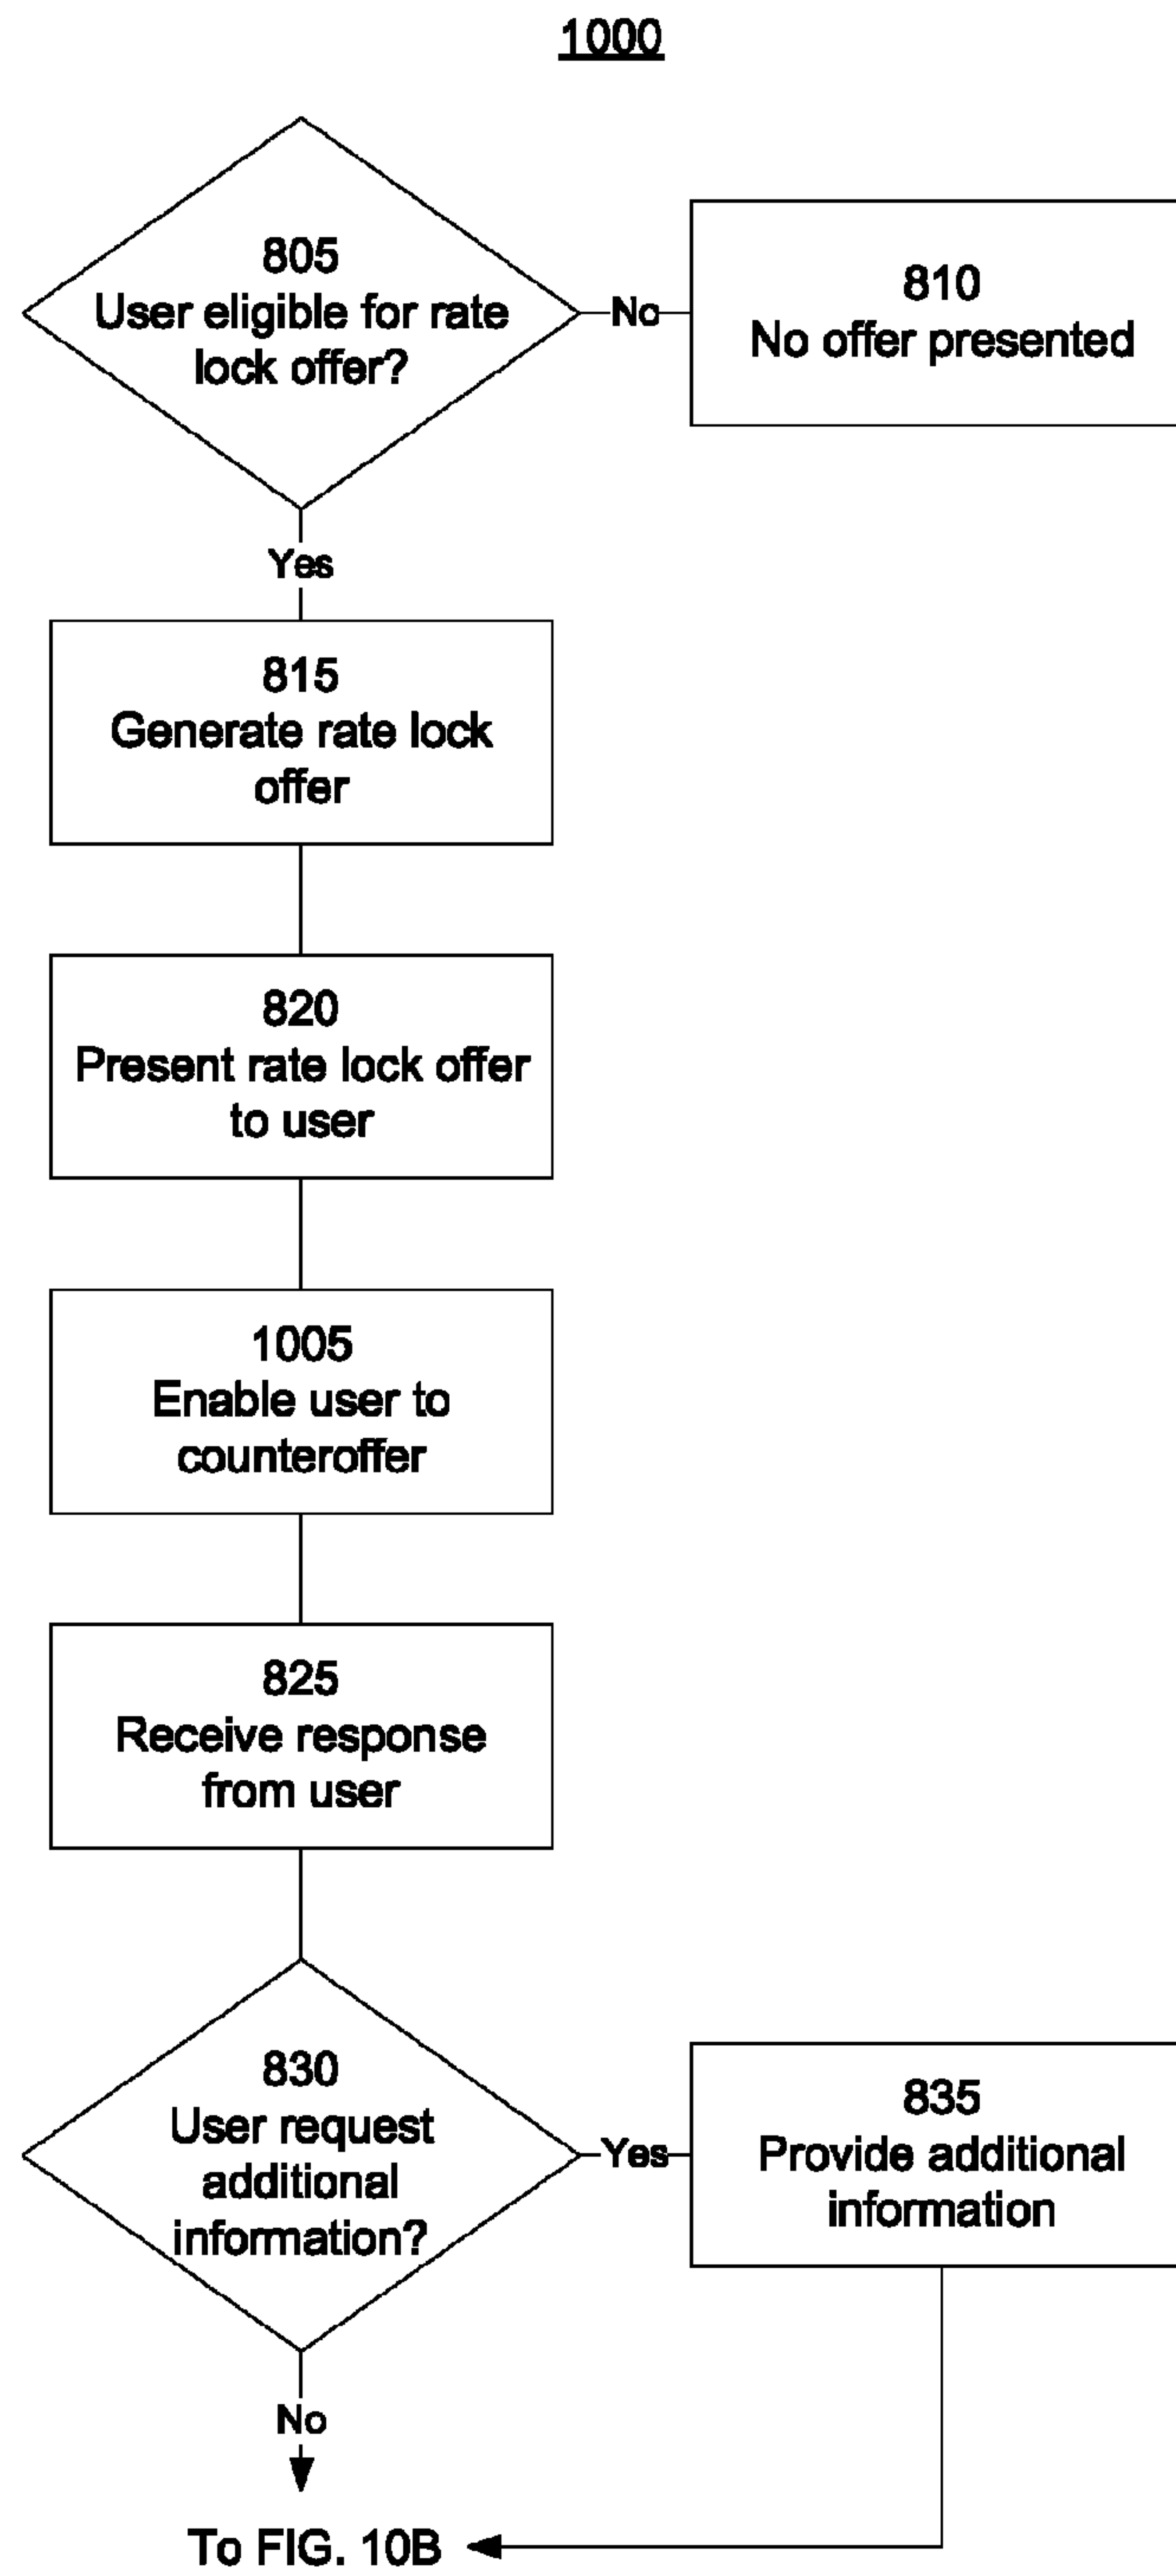 1000
805
User eligible for rate
lock offer?
No
810
No offer presented
Yes
815
Generate rate lock
offer
820
Present rate lock offer
to user
1005
Enable user to
counteroffer
825
Receive response
from user
830
User request
additional
information?
Yes
835
Provide additional
information
No
To FIG. 10B